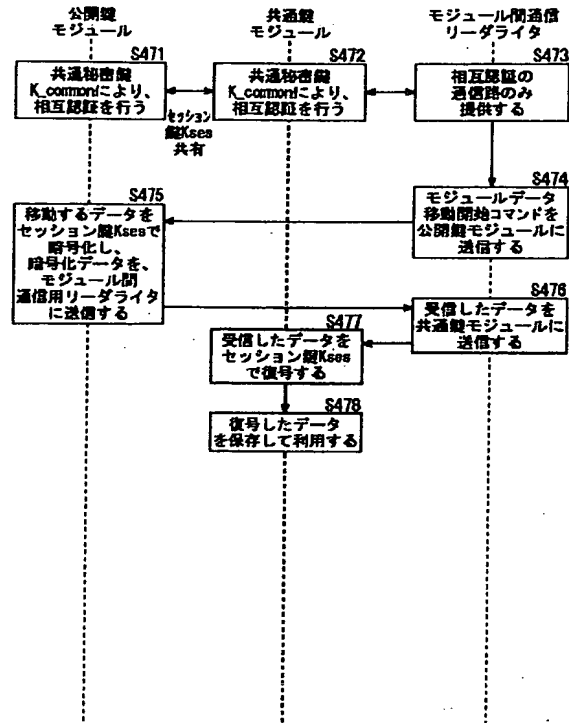 公開鍵
モジュール
共通鍵
モジュール
モジュール間通信
リーダライタ
S471
共通秘密鍵
K_commonにより、
相互認証を行う
セッション
鍵Kses
共有
S472
共通秘密鍵
K_commonにより、
相互認証を行う
S473
相互認証の
通信路のみ
提供する
S474
モジュールデータ
移動開始コマンドを
公開鍵モジュールに
送信する
S475
移動するデータを
セッション鍵Ksesで
暗号化し、
暗号化データを、
モジュール間
通信用リーダライタ
に送信する
S476
受信したデータを
共通鍵モジュールに
送信する
S477
受信したデータを
セッション鍵Kses
で復号する
S478
復号したデータ
を保存して利用する